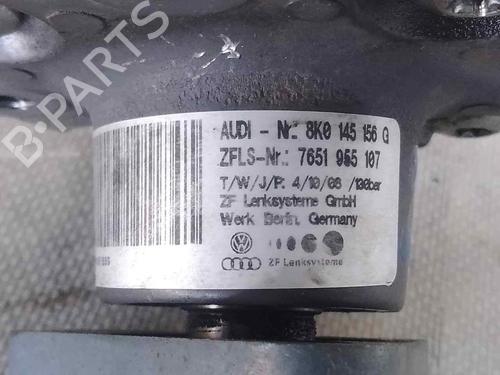 B-PARTS
AUDI - Nr.: 8K0 145 156 Q
ZFLS-Nr.: 7651 955 107
T/W/J/P: 4/10/08 /130bar
ZF Lenksysteme GmbH
Werk Berlin, Germany
ZF Lenksysteme